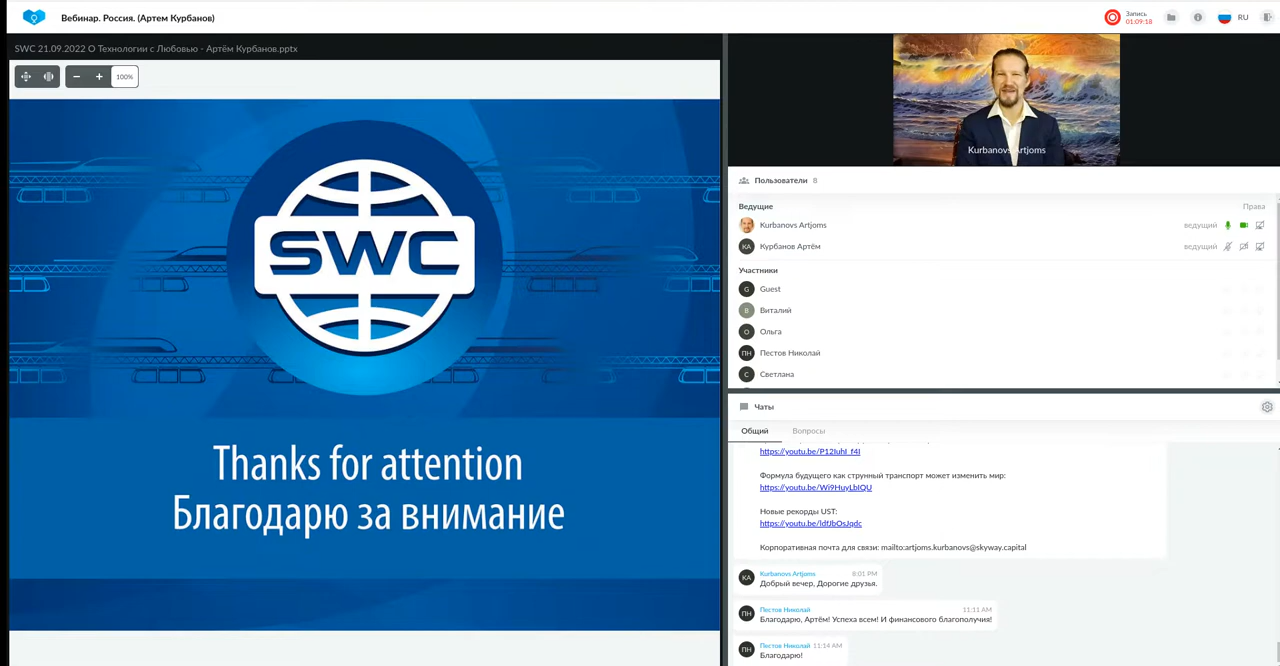 Вебинар. Россия. (Артем Курбанов)
Запись
01:09:18
RU
SWC 21.09.2022 О Технологии с Любовью - Артём Курбанов.pptx
100%
SWC
Thanks for attention
Благодарю за внимание
Kurbanovs Artjoms
Пользователи 8
Ведущие
Права
Kurbanovs Artjoms
ведущий
КА
Курбанов Артём
ведущий
Участники
G
Guest
В
Виталий
О
Ольга
ПН
Пестов Николай
С
Светлана
Чаты
Общий
Вопросы
https://youtu.be/P12IuhI_f4I
Формула будущего как струнный транспорт может изменить мир:
https://youtu.be/Wi9HuyLbIQU
Новые рекорды UST:
https://youtu.be/ldfJbOsJqdc
Корпоративная почта для связи: mailto:artjoms.kurbanovs@skyway.capital
KA
Kurbanovs Artjoms 8:01 PM
Добрый вечер, Дорогие друзья.
ПН
Пестов Николай 11:11 AM
Благодарю, Артём! Успеха всем! И финансового благополучия!
ПН
Пестов Николай 11:14 AM
Благодарю!